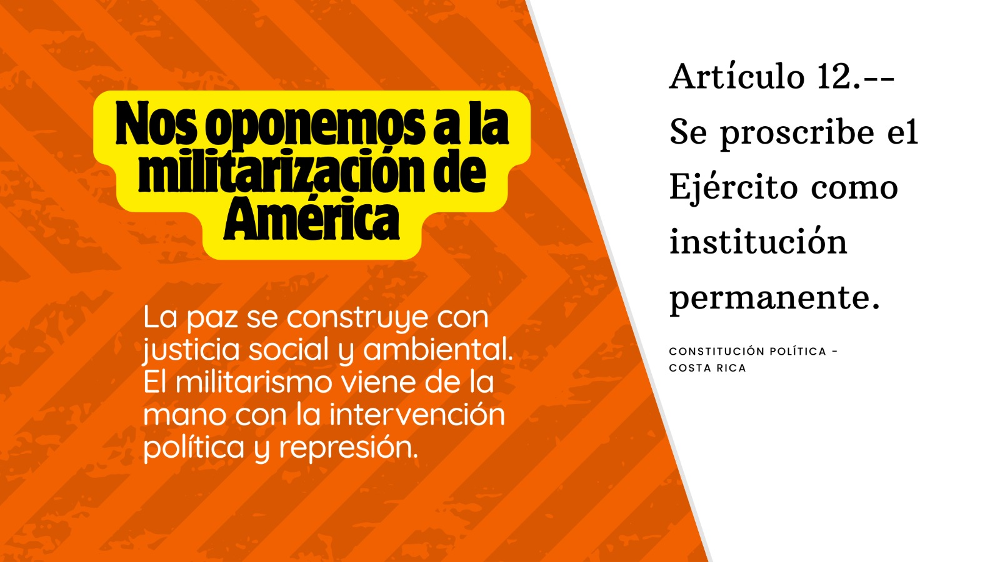 Nos oponemos a la
militarización de
América
La paz se construye con
justicia social y ambiental.
El militarismo viene de la
mano con la intervención
política y represión.
Artículo 12.--
Se proscribe el
Ejército como
institución
permanente.
CONSTITUCIÓN POLÍTICA -
COSTA RICA